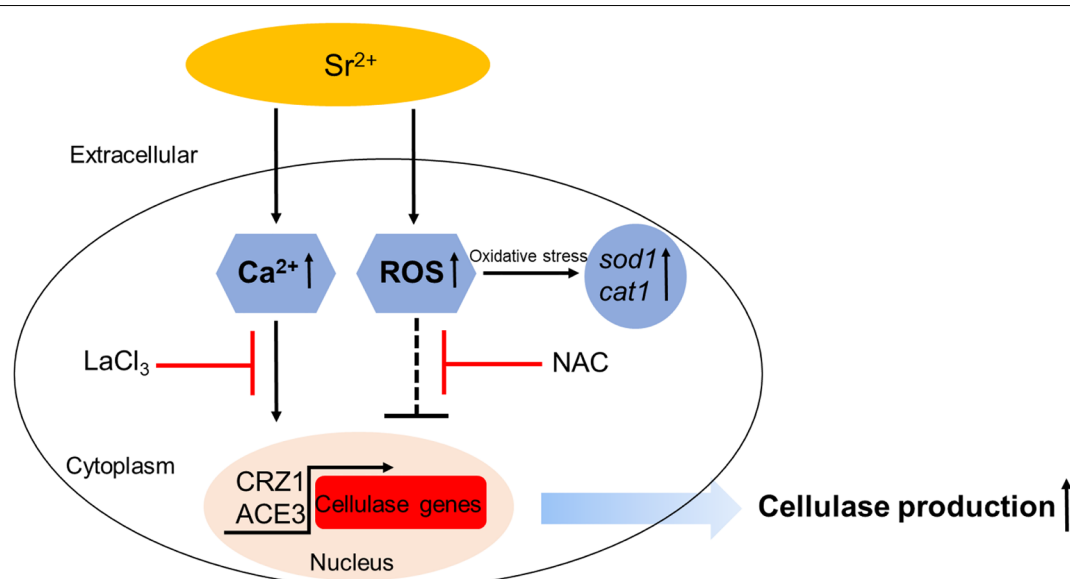 Sr²⁺
Extracellular
Ca²⁺
ROS
Oxidative stress
sod1
cat1
LaCl₃
NAC
Cytoplasm
CRZ1
ACE3
Cellulase genes
Cellulase production
Nucleus